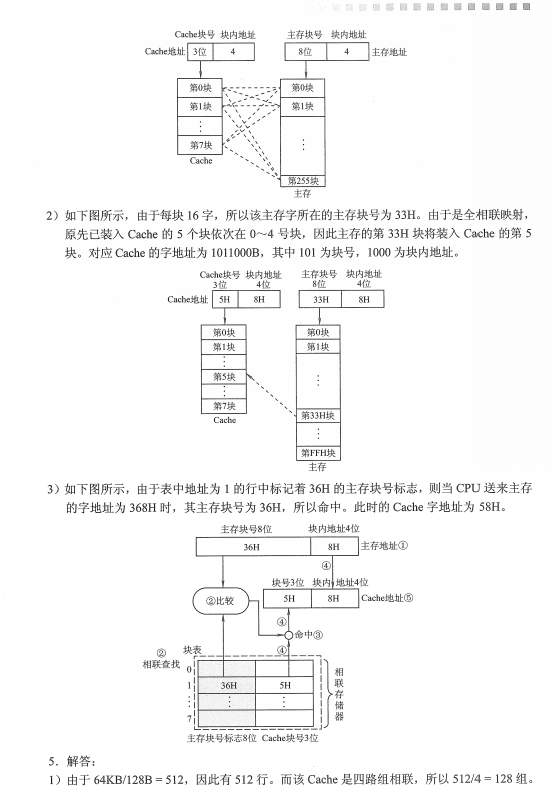 Cache块号 块内地址 主存块号 块内地址
Cache地址 3位 4 8位 4 主存地址
第0块 第0块
第1块 第1块
⋮ ⋮
第7块
Cache 第255块
主存
2）如下图所示，由于每块 16 字，所以该主存字所在的主存块号为 33H。由于是全相联映射，
原先已装入 Cache 的 5 个块依次在 0～4 号块，因此主存的第 33H 块将装入 Cache 的第 5
块。对应 Cache 的字地址为 1011000B，其中 101 为块号，1000 为块内地址。
Cache块号 块内地址 主存块号 块内地址
3位 4位 8位 4位
Cache地址 5H 8H 33H 8H
第0块 第0块
第1块 第1块
⋮
第5块 ⋮
⋮
第7块 第33H块
Cache ⋮
第FFH块
主存
3）如下图所示，由于表中地址为 1 的行中标记着 36H 的主存块号标志，则当 CPU 送来主存
的字地址为 368H 时，其主存块号为 36H，所以命中。此时的 Cache 字地址为 58H。
主存块号8位 块内地址4位
36H 8H 主存地址①
④
块号3位 块内地址4位
②比较 5H 8H Cache地址⑤
④
命中③
② 块表 ④
相联查找 0
1 36H 5H
⋮ ⋮ ⋮
7
相联存储器
主存块号标志8位 Cache块号3位
5．解答：
1）由于 64KB/128B = 512，因此有 512 行。而该 Cache 是四路组相联，所以 512/4 = 128 组。